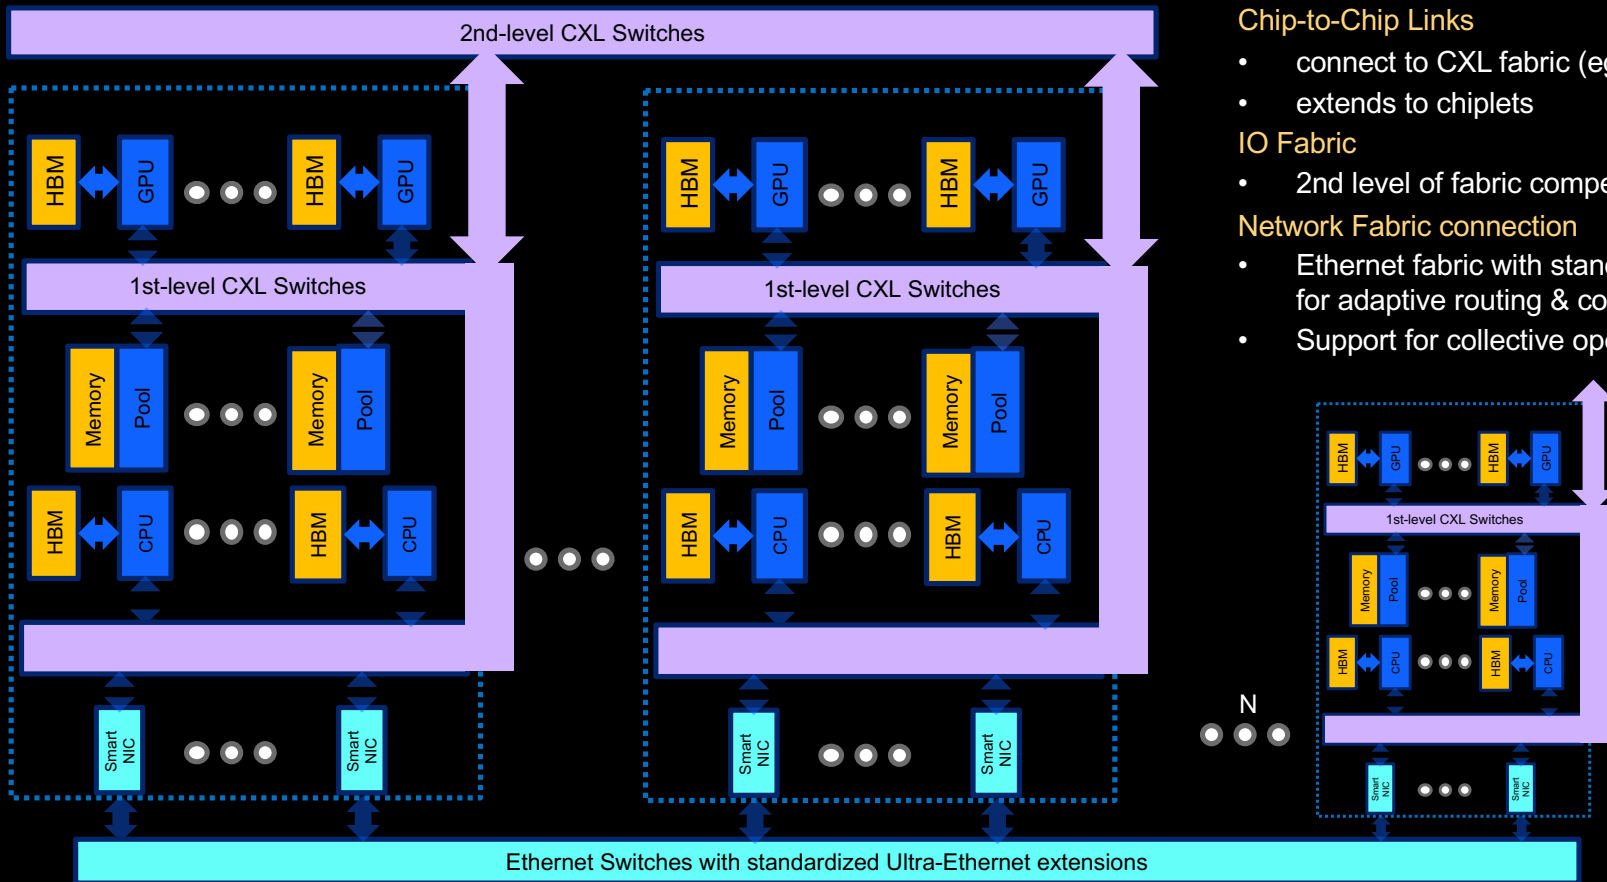 2nd-level CXL Switches
HBM
GPU
HBM
GPU
1st-level CXL Switches
Memory
Pool
Memory
Pool
HBM
CPU
HBM
CPU
Smart
NIC
Smart
NIC
HBM
GPU
HBM
GPU
1st-level CXL Switches
Memory
Pool
Memory
Pool
HBM
CPU
HBM
CPU
Smart
NIC
Smart
NIC
Chip-to-Chip Links
• connect to CXL fabric
• extends to chiplets
IO Fabric
• 2nd level of fabric
Network Fabric connection
• Ethernet fabric with
for adaptive routing &
• Support for collective
N
HBM
GPU
HBM
GPU
1st-level CXL Switches
Memory
Pool
Memory
Pool
HBM
CPU
HBM
CPU
Smart
NIC
Smart
NIC
Ethernet Switches with standardized Ultra-Ethernet extensions